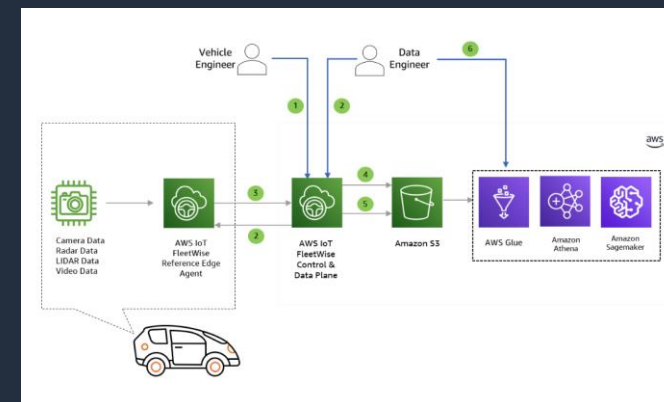 Vehicle
Engineer
Data
Engineer
6
1
2
aws
3
4
5
2
Camera Data
Radar Data
LIDAR Data
Video Data
AWS IoT
FleetWise
Reference Edge
Agent
AWS IoT
FleetWise
Control &
Data Plane
Amazon S3
AWS Glue
Amazon
Athena
Amazon
Sagemaker